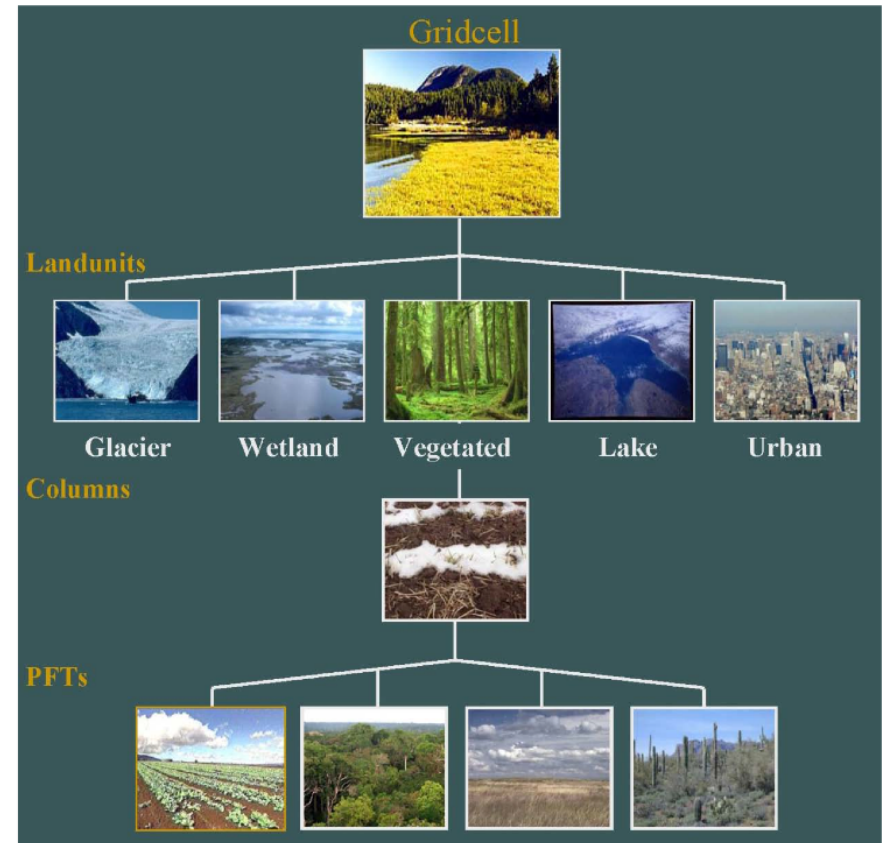 Gridcell
Landunits
Glacier
Wetland
Vegetated
Lake
Urban
Columns
PFTs